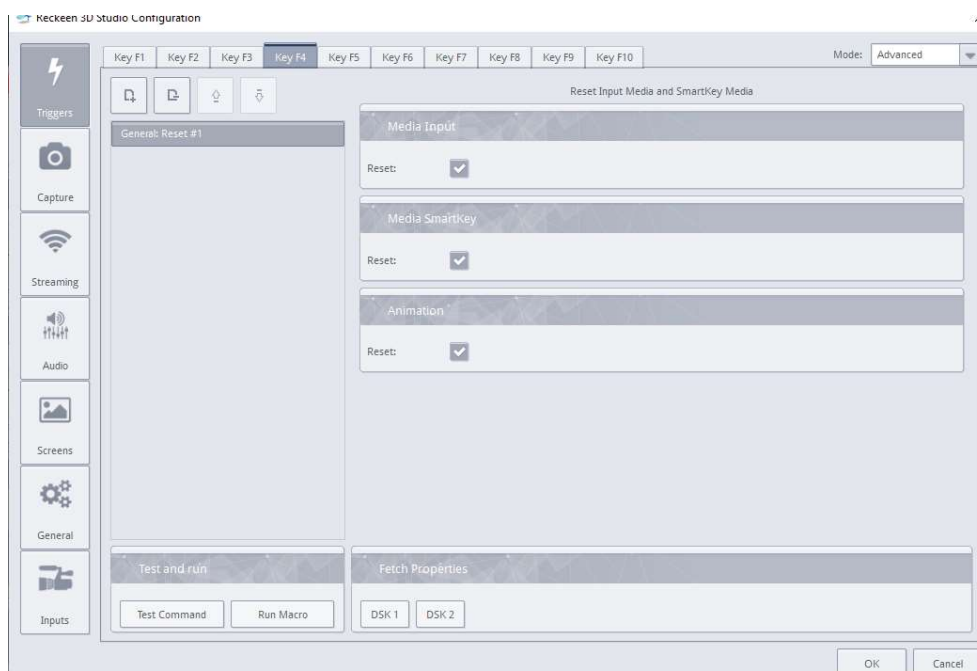 Reckeen 3D Studio Configuration
Key F1 Key F2 Key F3 Key F4 Key F5 Key F6 Key F7 Key F8 Key F9 Key F10 Mode: Advanced
Triggers
Capture
Streaming
Audio
Screens
General
Inputs
General: Reset #1
Reset Input Media and SmartKey Media
Media Input
Reset:
Media SmartKey
Reset:
Animation
Reset:
Test and run
Test Command Run Macro
Fetch Properties
DSK 1 DSK 2
OK Cancel